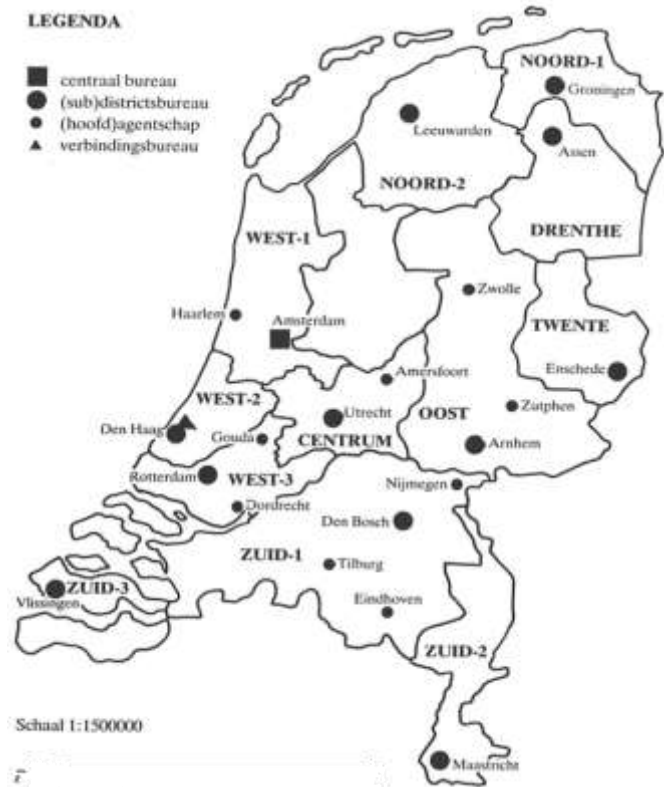 LEGENDA
centraal bureau
(sub)districtsbureau
(hoofd)agentschap
verbindingsbureau
NOORD-1
Groningen
Leeuwarden
Assen
NOORD-2
DRENTHE
WEST-1
Zwolle
Haarlem
Amsterdam
TWENTE
Amersfoort
Enschede
WEST-2
Utrecht
OOST
Zutphen
Den Haag
Gouda
CENTRUM
Arnhem
Rotterdam
WEST-3
Nijmegen
Dordrecht
Den Bosch
ZUID-1
Tilburg
ZUID-3
Vlissingen
Eindhoven
ZUID-2
Schaal 1:1500000
Maastricht